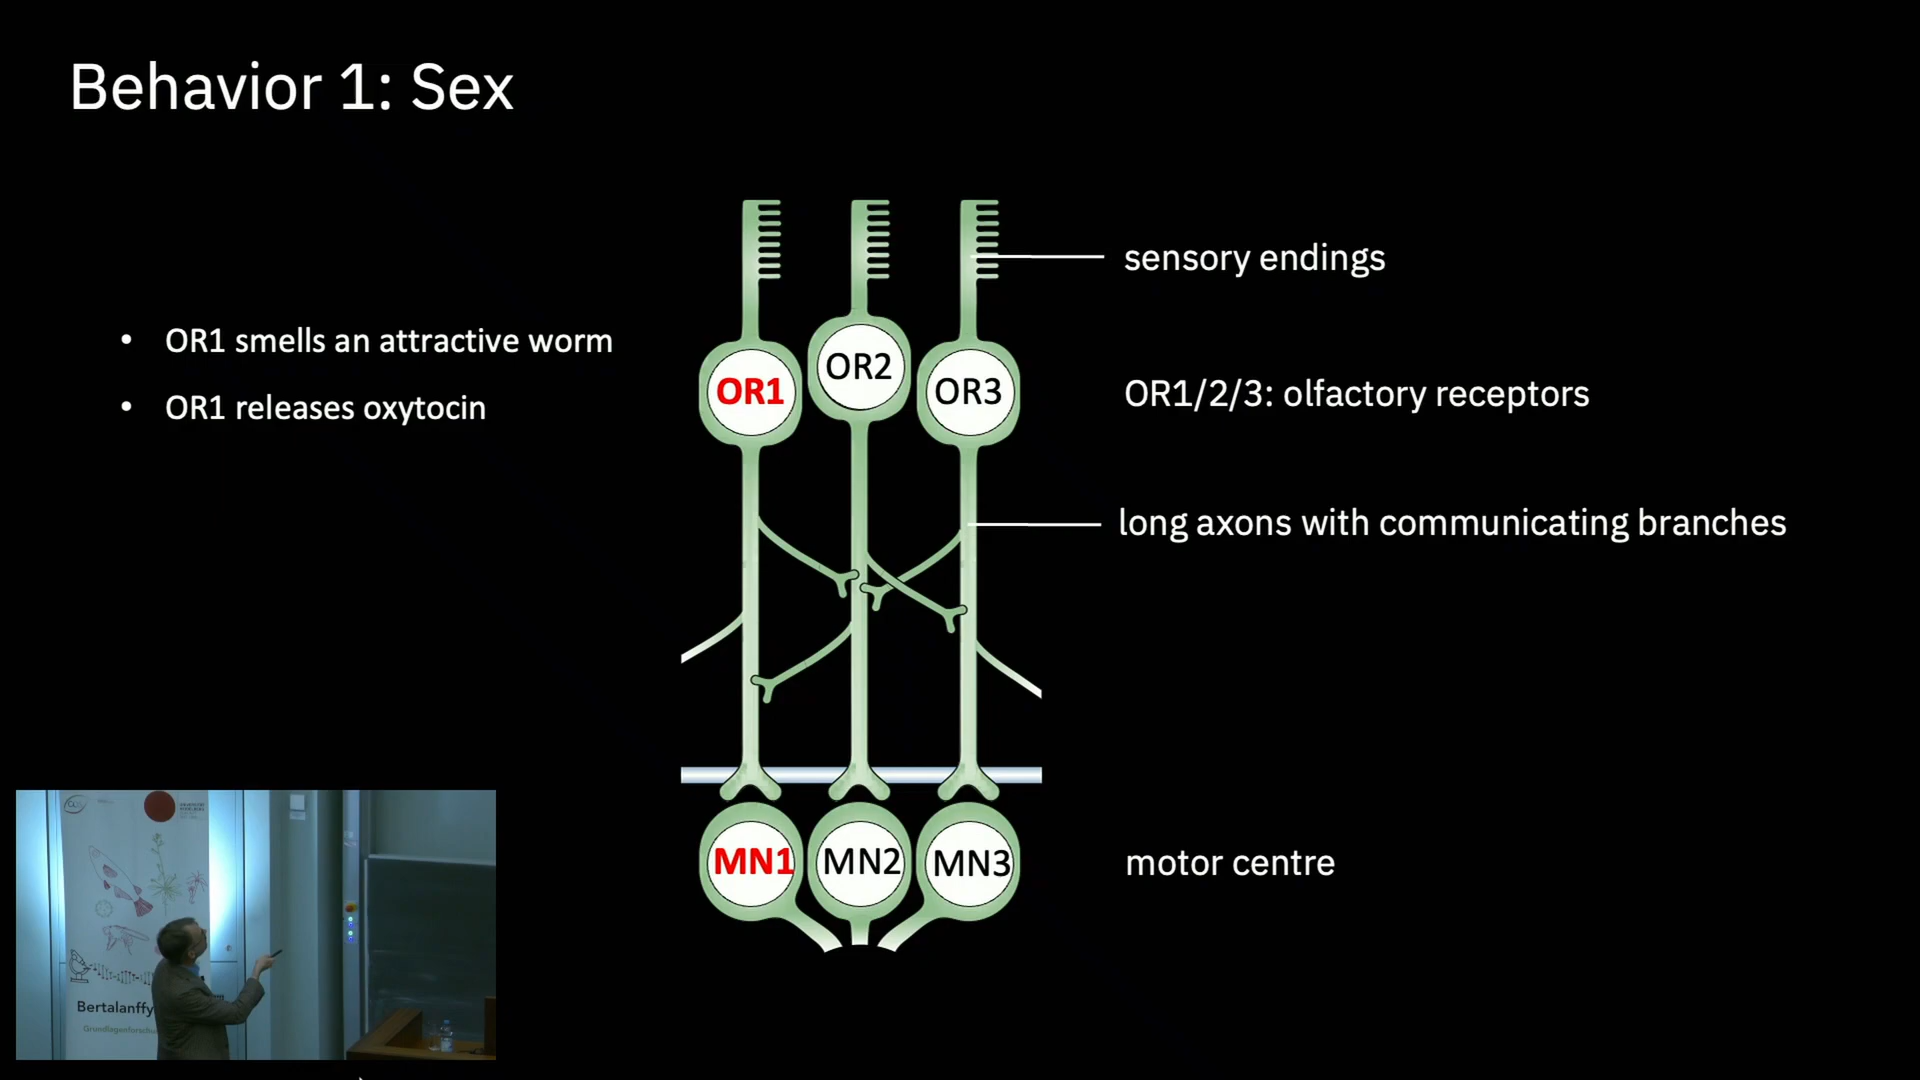 Behavior 1: Sex
• OR1 smells an attractive worm
• OR1 releases oxytocin
OR1
OR2
OR3
sensory endings
OR1/2/3: olfactory receptors
long axons with communicating branches
MN1
MN2
MN3
motor centre
Bertalanffy